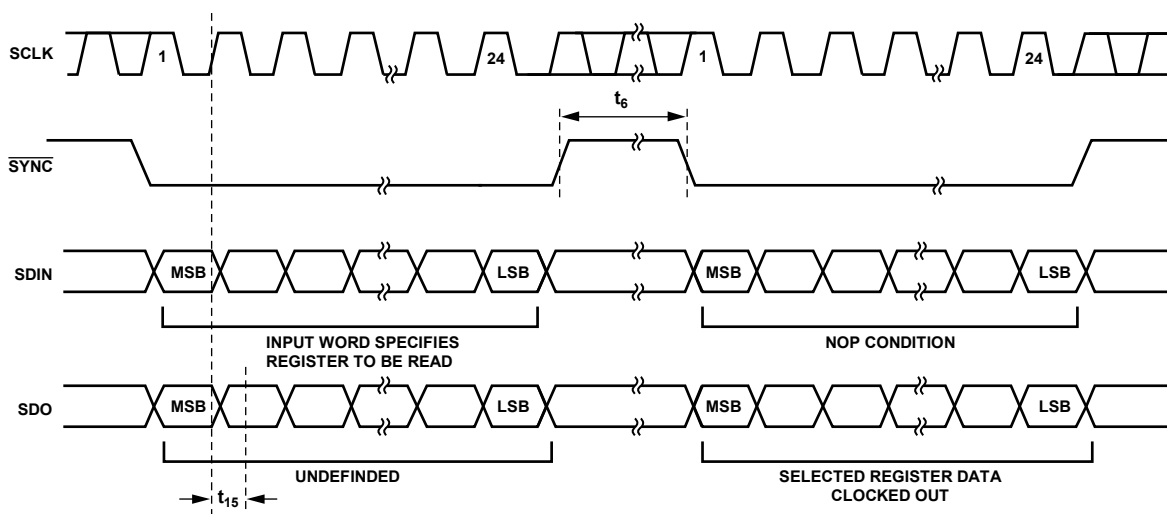 SCLK
1
24
1
24
t6
SYNC
SDIN
MSB
LSB
MSB
LSB
INPUT WORD SPECIFIES
REGISTER TO BE READ
NOP CONDITION
SDO
MSB
LSB
MSB
LSB
UNDEFINDED
SELECTED REGISTER DATA
CLOCKED OUT
t15